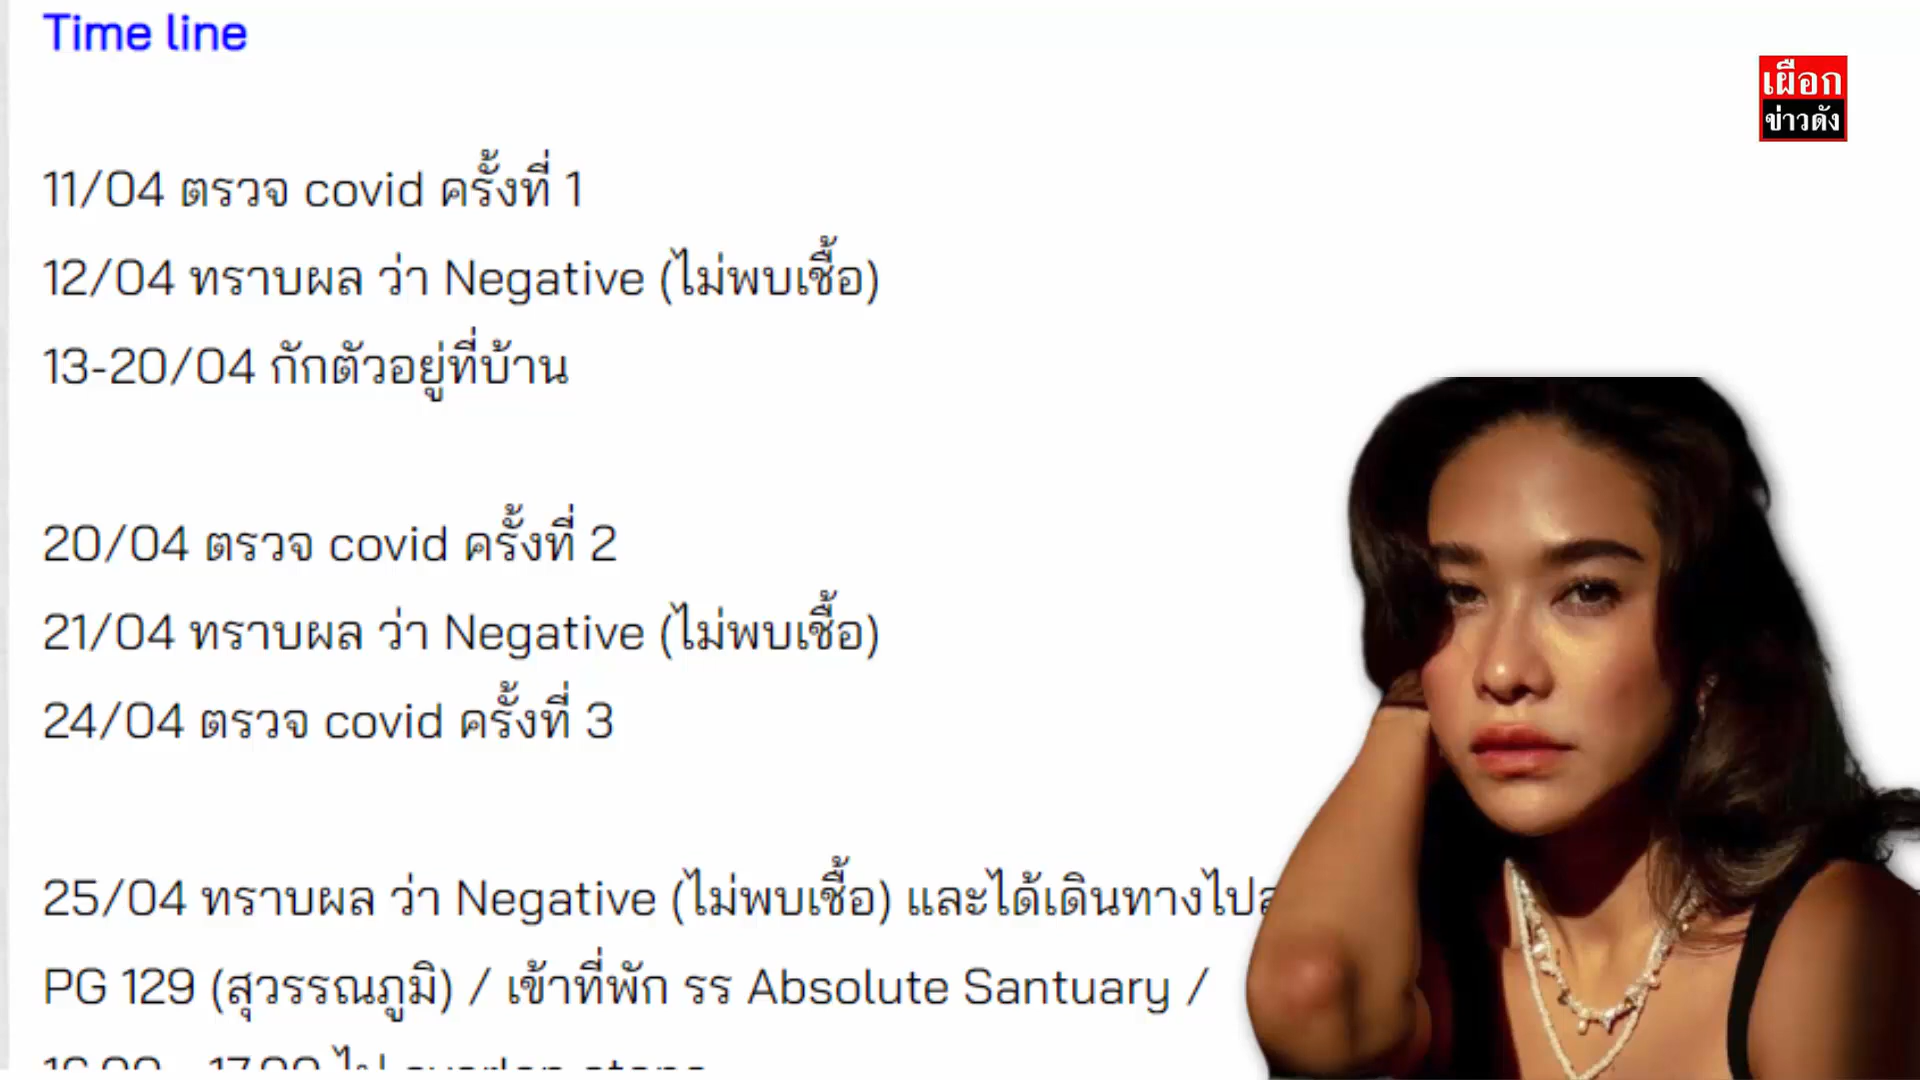 Time line
เผือก
ข่าวดัง
11/04 ตรวจ covid ครั้งที่ 1
12/04 ทราบผล ว่า Negative (ไม่พบเชื้อ)
13-20/04 กักตัวอยู่ที่บ้าน
20/04 ตรวจ covid ครั้งที่ 2
21/04 ทราบผล ว่า Negative (ไม่พบเชื้อ)
24/04 ตรวจ covid ครั้งที่ 3
25/04 ทราบผล ว่า Negative (ไม่พบเชื้อ) และได้เดินทางไป
PG 129 (สุวรรณภูมิ) / เข้าที่พัก รร Absolute Santuary /